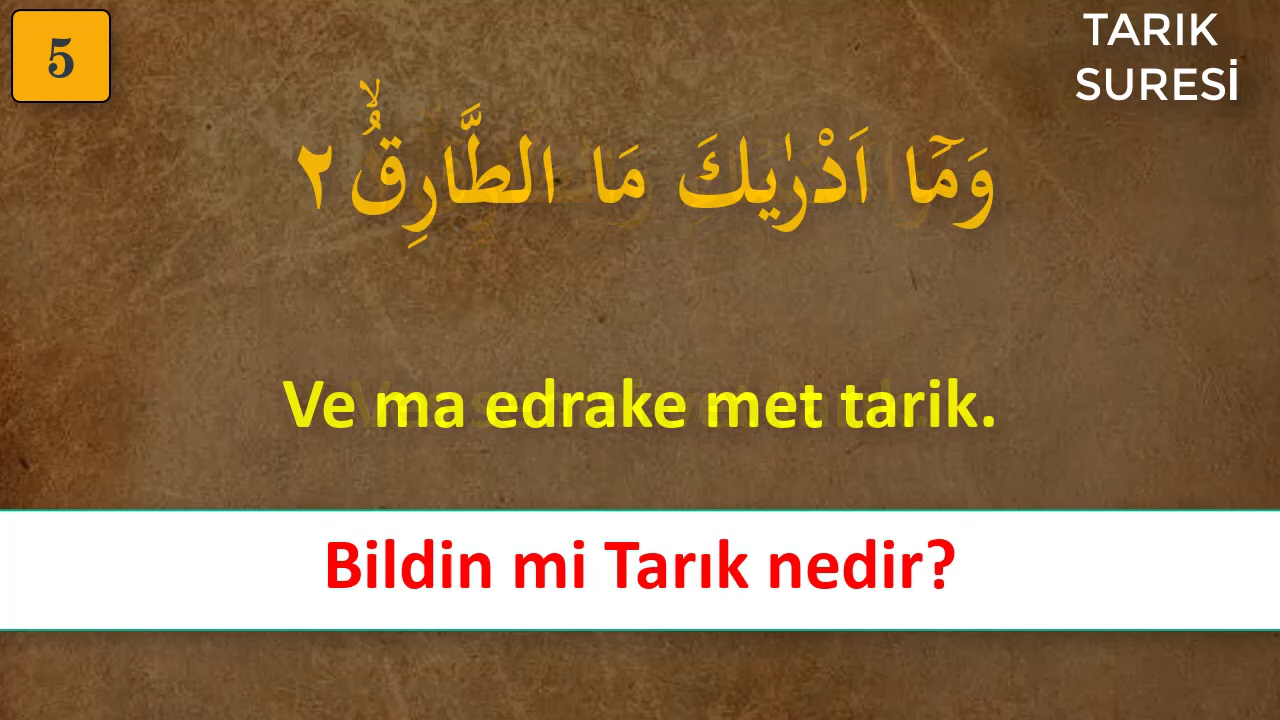 5
TARIK
SURESİ
وَمَٓا اَدْرٰيكَ مَا الطَّارِقُۙ ٢
Ve ma edrake met tarik.
Bildin mi Tarık nedir?